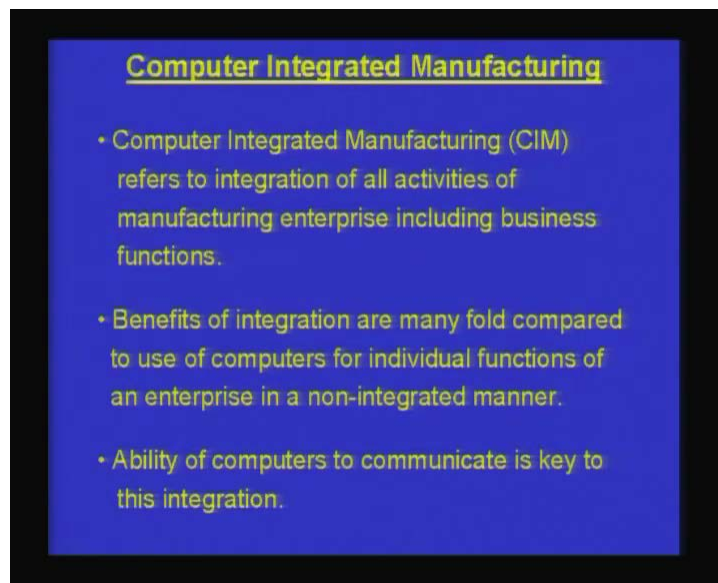 Computer Integrated Manufacturing
• Computer Integrated Manufacturing (CIM)
refers to integration of all activities of
manufacturing enterprise including business
functions.
• Benefits of integration are many fold compared
to use of computers for individual functions of
an enterprise in a non-integrated manner.
• Ability of computers to communicate is key to
this integration.